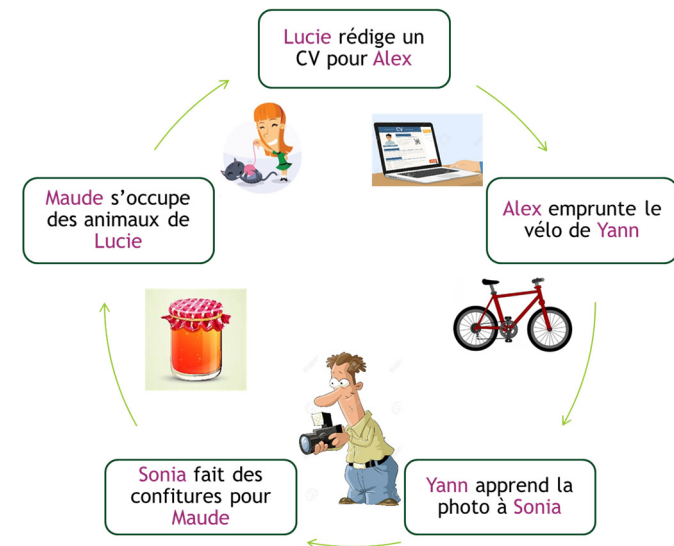 Lucie rédige un
CV pour Alex
Alex emprunte le
vélo de Yann
Yann apprend la
photo à Sonia
Sonia fait des
confitures pour
Maude
Maude s’occupe
des animaux de
Lucie
CV